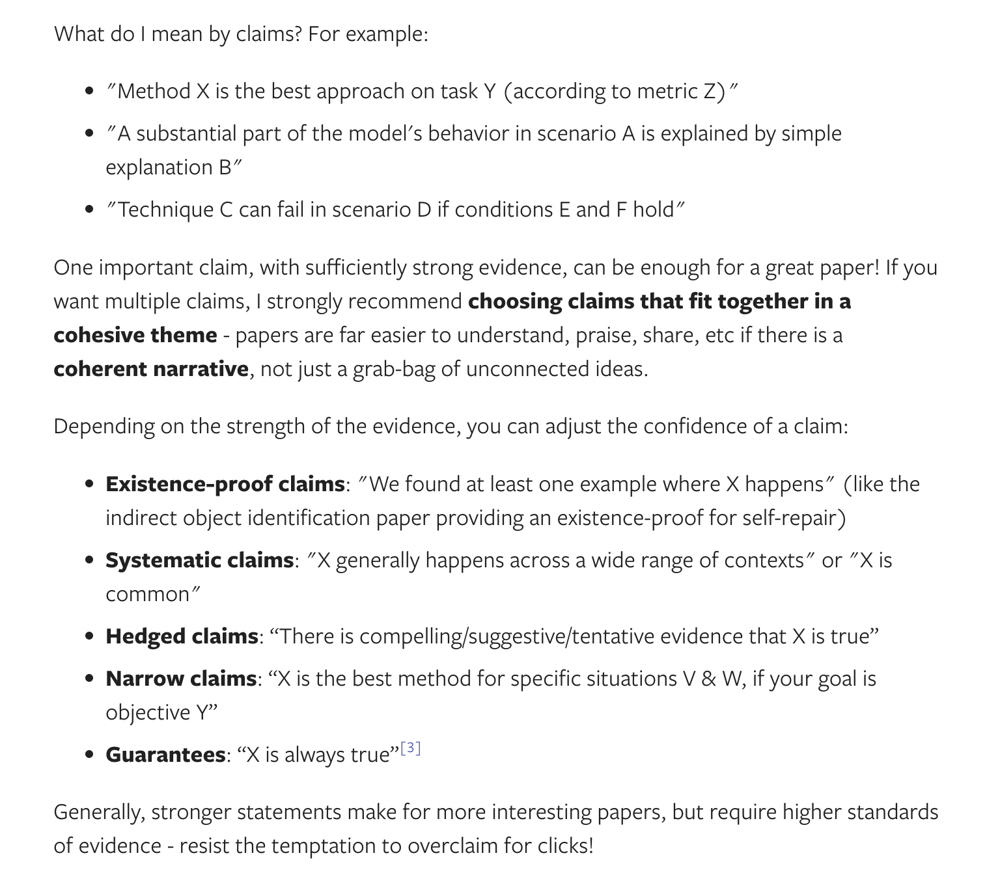 What do I mean by claims? For example:
• "Method X is the best approach on task Y (according to metric Z)"
• "A substantial part of the model's behavior in scenario A is explained by simple
explanation B"
• "Technique C can fail in scenario D if conditions E and F hold"
One important claim, with sufficiently strong evidence, can be enough for a great paper! If you
want multiple claims, I strongly recommend choosing claims that fit together in a
cohesive theme - papers are far easier to understand, praise, share, etc if there is a
coherent narrative, not just a grab-bag of unconnected ideas.
Depending on the strength of the evidence, you can adjust the confidence of a claim:
• Existence-proof claims: "We found at least one example where X happens" (like the
indirect object identification paper providing an existence-proof for self-repair)
• Systematic claims: "X generally happens across a wide range of contexts" or "X is
common"
• Hedged claims: “There is compelling/suggestive/tentative evidence that X is true”
• Narrow claims: “X is the best method for specific situations V & W, if your goal is
objective Y”
• Guarantees: “X is always true”[3]
Generally, stronger statements make for more interesting papers, but require higher standards
of evidence - resist the temptation to overclaim for clicks!